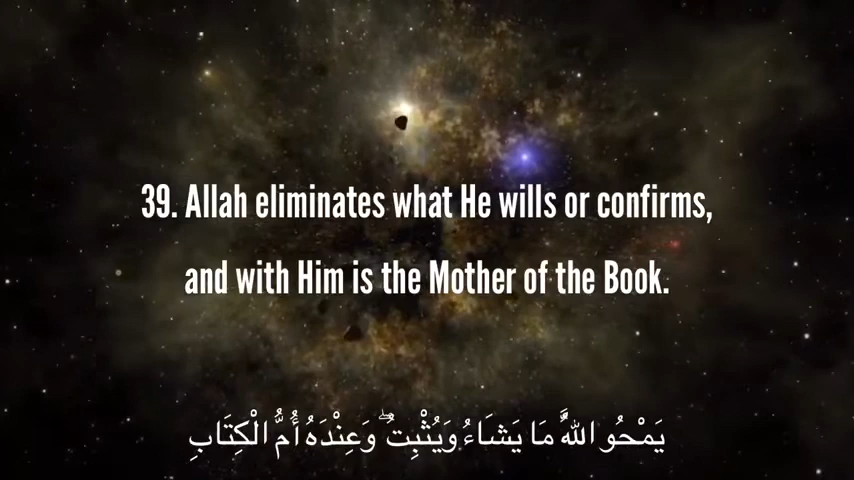 39. Allah eliminates what He wills or confirms,
and with Him is the Mother of the Book.
يَمْحُو اللَّهُ مَا يَشَاءُ وَيُثْبِتُ ۖ وَعِنْدَهُ أُمُّ الْكِتَابِ